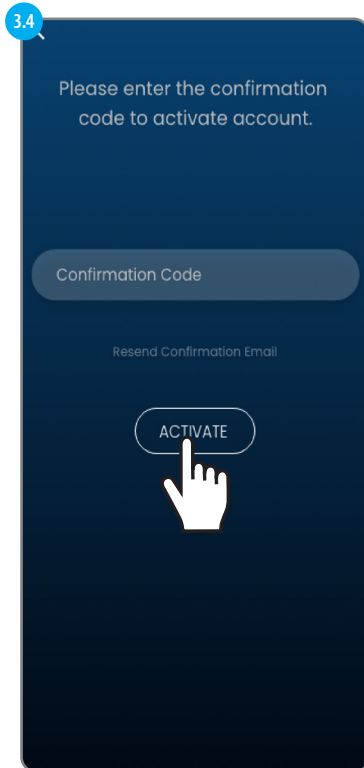 3.4
Please enter the confirmation
code to activate account.
Confirmation Code
Resend Confirmation Email
ACTIVATE